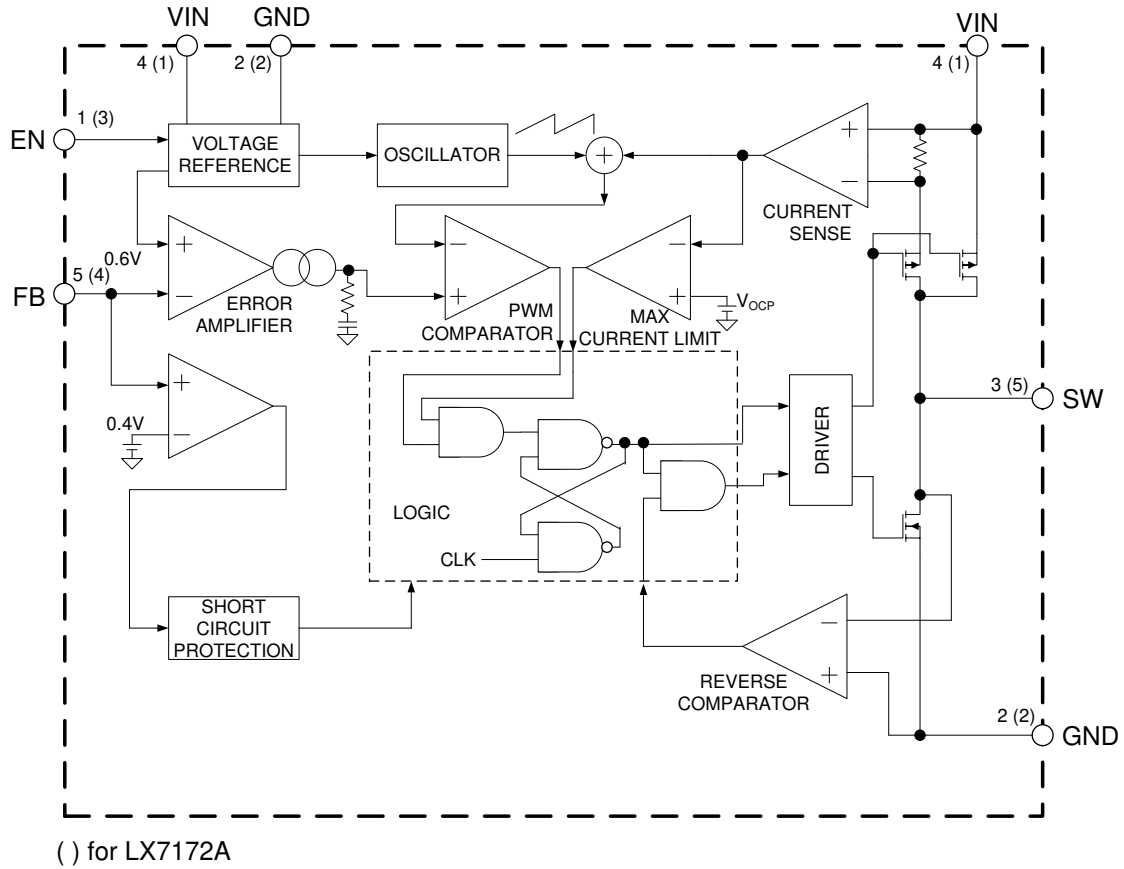 VIN
GND
VIN
4 (1)
2 (2)
4 (1)
1 (3)
EN
VOLTAGE
REFERENCE
OSCILLATOR
+
+
−
CURRENT
SENSE
0.6V
5 (4)
FB
+
−
ERROR
AMPLIFIER
−
+
PWM
COMPARATOR
−
+
VOCP
MAX
CURRENT LIMIT
+
−
0.4V
3 (5)
SW
DRIVER
LOGIC
CLK
SHORT
CIRCUIT
PROTECTION
−
+
REVERSE
COMPARATOR
2 (2)
GND
( ) for LX7172A